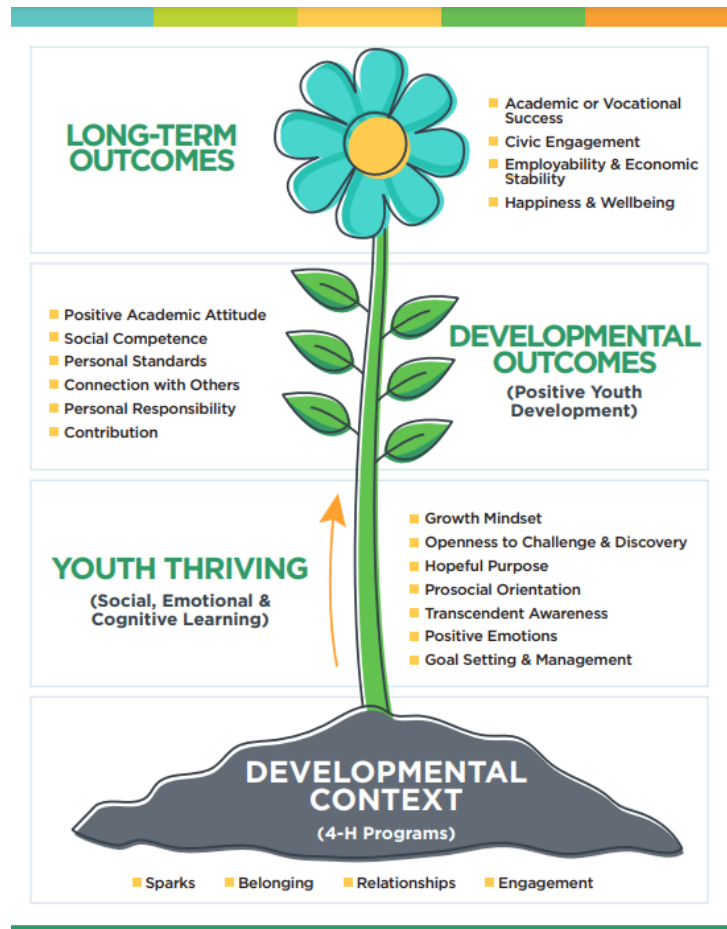 LONG-TERM
OUTCOMES
Academic or Vocational
Success
Civic Engagement
Employability & Economic
Stability
Happiness & Wellbeing
Positive Academic Attitude
Social Competence
Personal Standards
Connection with Others
Personal Responsibility
Contribution
DEVELOPMENTAL
OUTCOMES
(Positive Youth
Development)
YOUTH THRIVING
(Social, Emotional &
Cognitive Learning)
Growth Mindset
Openness to Challenge & Discovery
Hopeful Purpose
Prosocial Orientation
Transcendent Awareness
Positive Emotions
Goal Setting & Management
DEVELOPMENTAL
CONTEXT
(4-H Programs)
Sparks Belonging Relationships Engagement